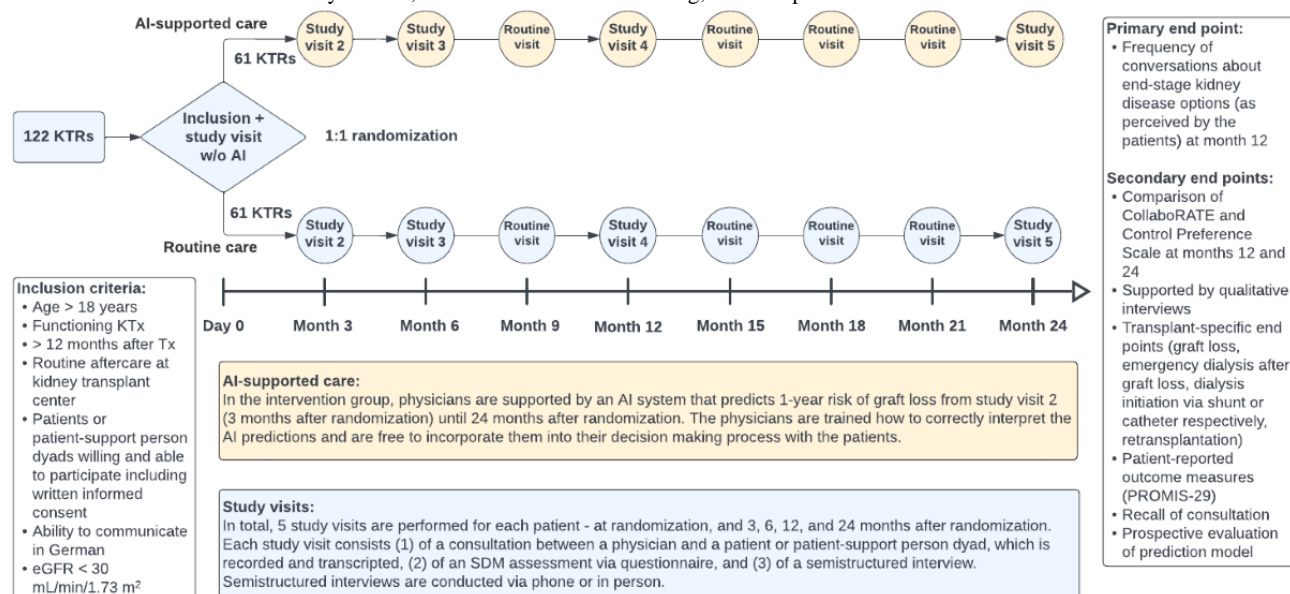 AI-supported care
Study
visit 2
Study
visit 3
Routine
visit
Study
visit 4
Routine
visit
Routine
visit
Routine
visit
Study
visit 5
61 KTRs
122 KTRs
Inclusion +
study visit
w/o AI
1:1 randomization
61 KTRs
Routine care
Study
visit 2
Study
visit 3
Routine
visit
Study
visit 4
Routine
visit
Routine
visit
Routine
visit
Study
visit 5
Day 0
Month 3
Month 6
Month 9
Month 12
Month 15
Month 18
Month 21
Month 24
Inclusion criteria:
• Age > 18 years
• Functioning KTx
• > 12 months after Tx
• Routine aftercare at
kidney transplant
center
• Patients or
patient-support person
dyads willing and able
to participate including
written informed
consent
• Ability to communicate
in German
• eGFR < 30
mL/min/1.73 m²
AI-supported care:
In the intervention group, physicians are supported by an AI system that predicts 1-year risk of graft loss from study visit 2
(3 months after randomization) until 24 months after randomization. The physicians are trained how to correctly interpret the
AI predictions and are free to incorporate them into their decision making process with the patients.
Study visits:
In total, 5 study visits are performed for each patient - at randomization, and 3, 6, 12, and 24 months after randomization.
Each study visit consists (1) of a consultation between a physician and a patient or patient-support person dyad, which is
recorded and transcripted, (2) of an SDM assessment via questionnaire, and (3) of a semistructured interview.
Semistructured interviews are conducted via phone or in person.
Primary end point:
• Frequency of
conversations about
end-stage kidney
disease options (as
perceived by the
patients) at month 12
Secondary end points:
• Comparison of
CollaboRATE and
Control Preference
Scale at months 12 and
24
• Supported by qualitative
interviews
• Transplant-specific end
points (graft loss,
emergency dialysis after
graft loss, dialysis
initiation via shunt or
catheter respectively,
retransplantation)
• Patient-reported
outcome measures
(PROMIS-29)
• Recall of consultation
• Prospective evaluation
of prediction model